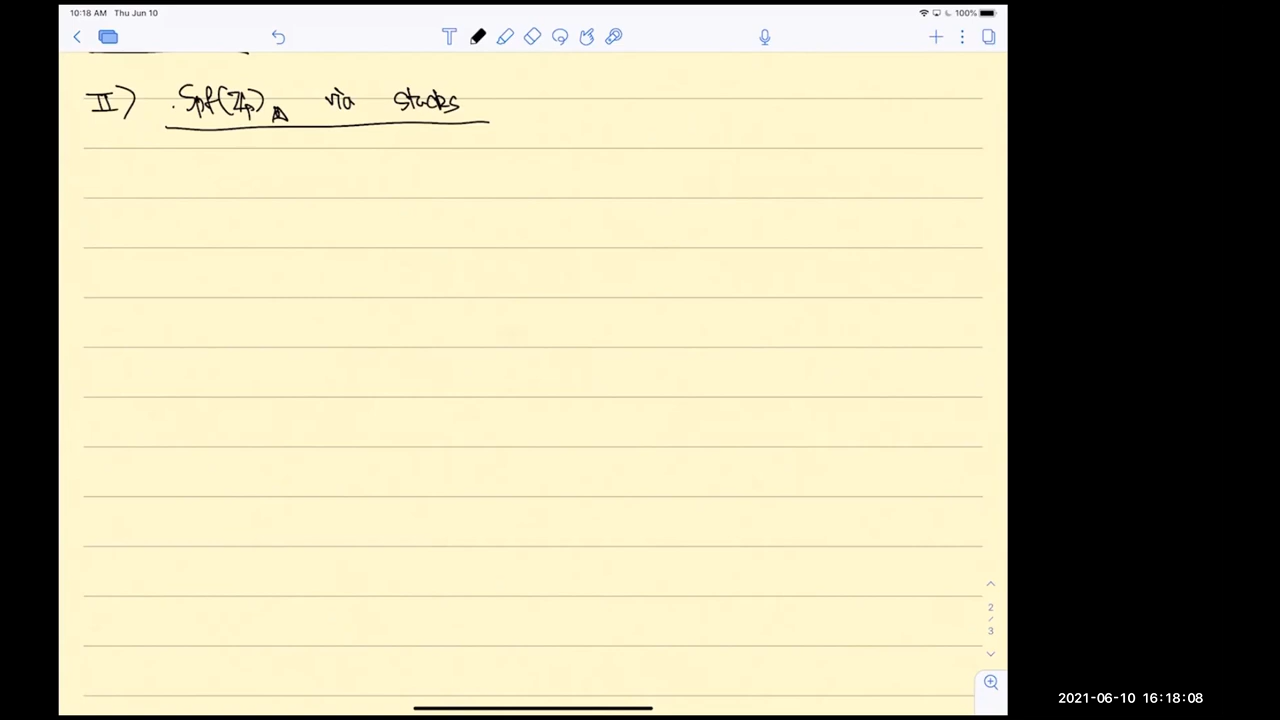 10:18 AM Thu Jun 10
100%
II) Spf(ℤp)_Δ via stacks
2
/
3
2021-06-10 16:18:08